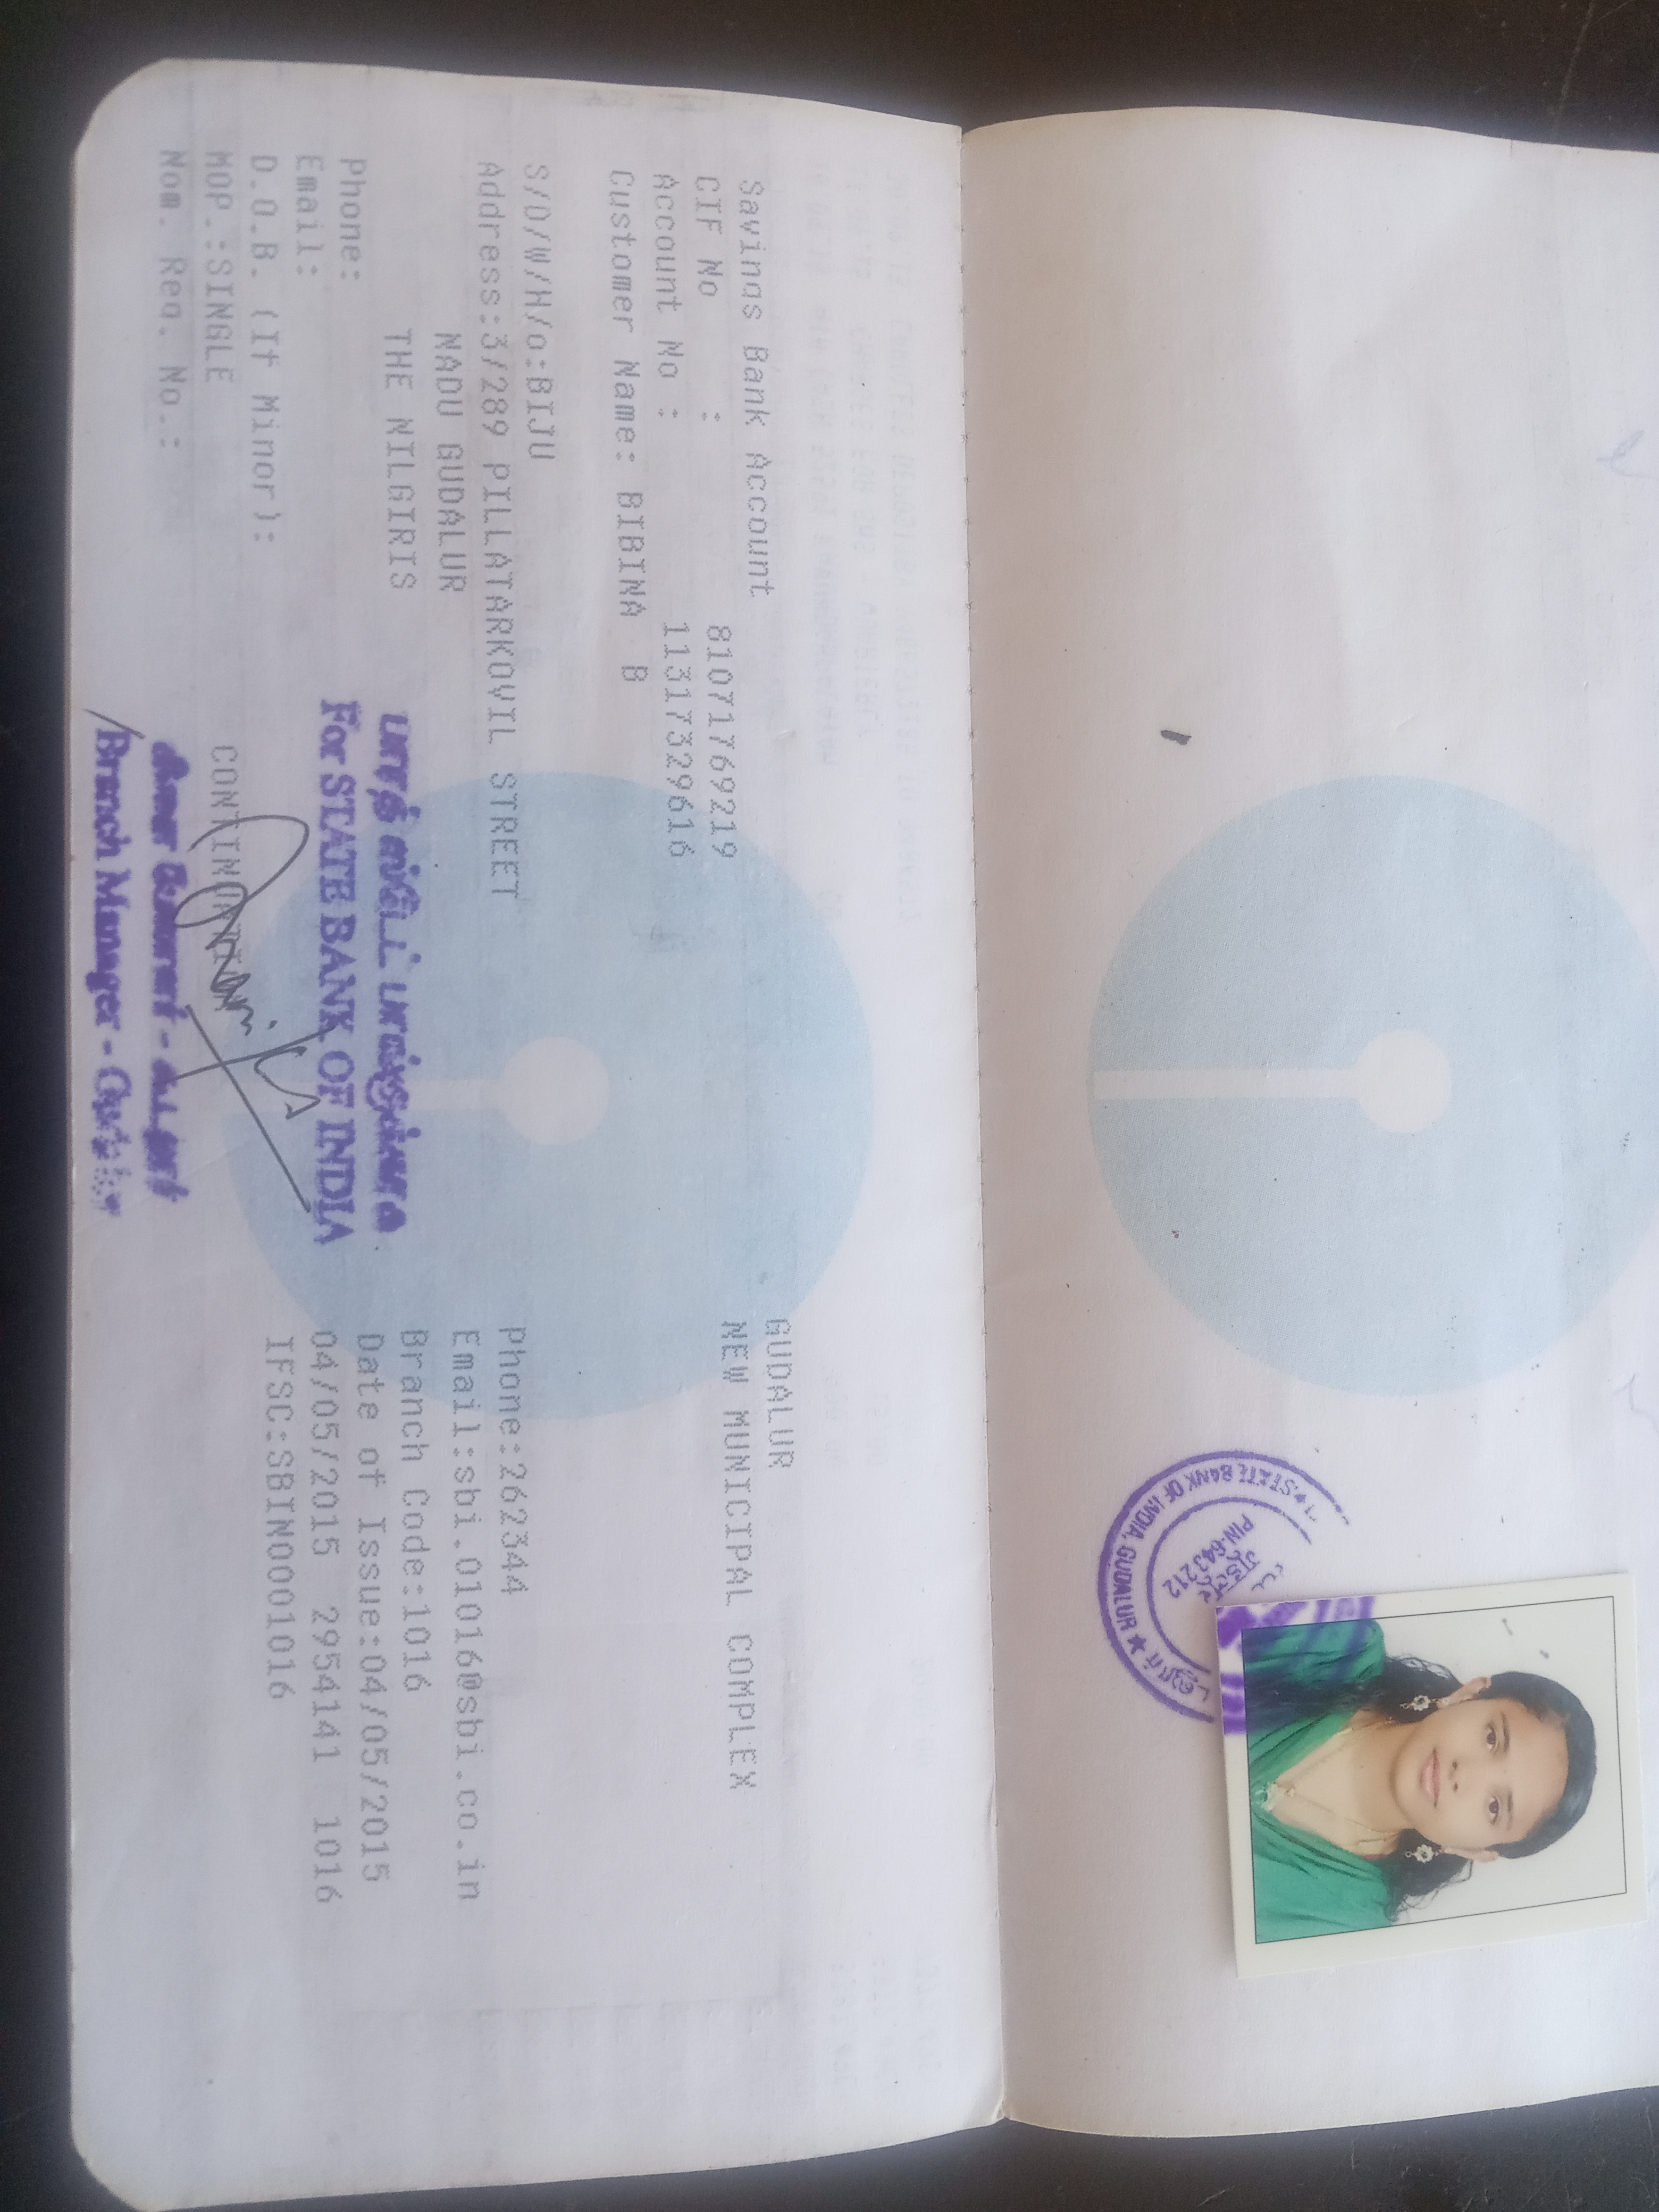 Savings Bank Account
CIF No : 81071769219
Account No : 11317329616
Customer Name: BIBINA B
S/D/W/H/o:BIJU
Address:3/289 PILLATARKOVIL STREET
NADU GUDALUR
THE NILGIRIS
Phone:
Email:
D.O.B. (If Minor):
MOP.:SINGLE
Nom. Reg. No.:
GUDALUR
NEW MUNICIPAL COMPLEX
Phone:262344
Email:sbi.01016@sbi.co.in
Branch Code:1016
Date of Issue:04/05/2015
04/05/2015 2954141 1016
IFSC:SBIN0001016
CONTINUATION
பாரத ஸ்டேட் பாங்குக்காக
For STATE BANK OF INDIA
கிளை மேலாளர் -
Branch Manager -
STATE BANK OF INDIA, GUDALUR
PIN-643212